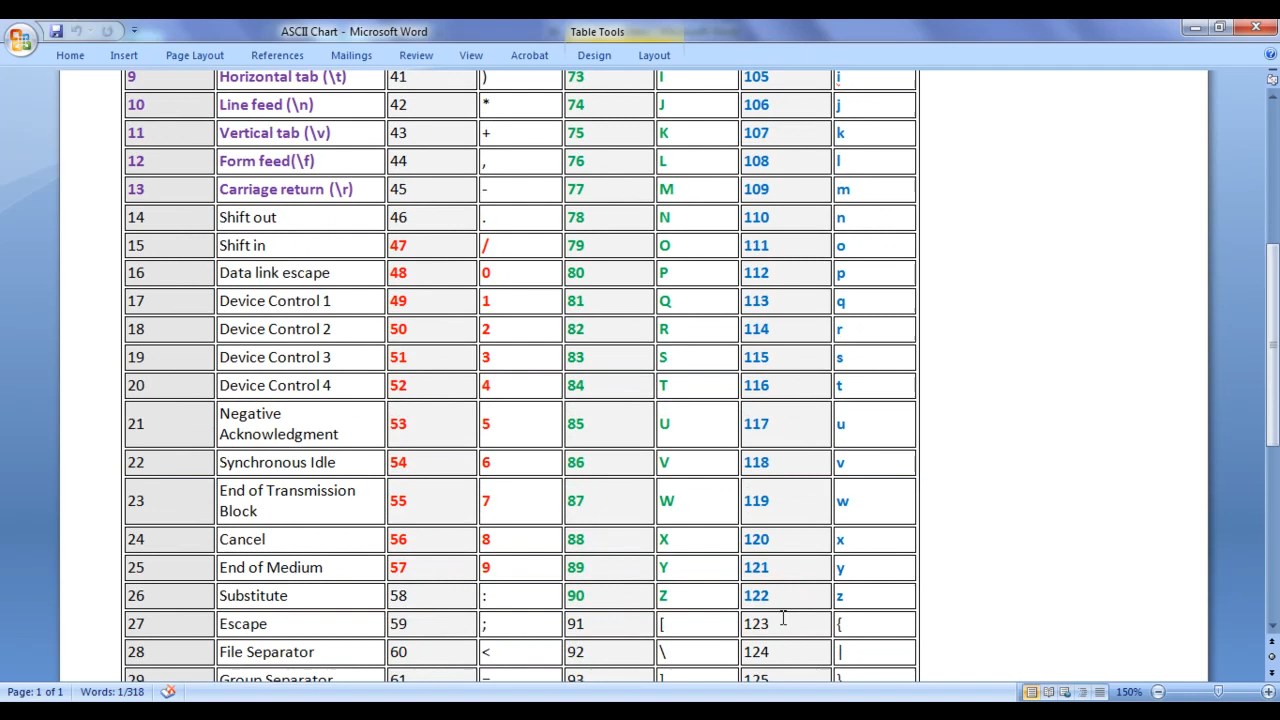 ASCII Chart - Microsoft Word Table Tools
Home Insert Page Layout References Mailings Review View Acrobat Design Layout
9 Horizontal tab (\t) 41 ) 73 I 105 i
10 Line feed (\n) 42 * 74 J 106 j
11 Vertical tab (\v) 43 + 75 K 107 k
12 Form feed(\f) 44 , 76 L 108 l
13 Carriage return (\r) 45 - 77 M 109 m
14 Shift out 46 . 78 N 110 n
15 Shift in 47 / 79 O 111 o
16 Data link escape 48 0 80 P 112 p
17 Device Control 1 49 1 81 Q 113 q
18 Device Control 2 50 2 82 R 114 r
19 Device Control 3 51 3 83 S 115 s
20 Device Control 4 52 4 84 T 116 t
21 Negative Acknowledgment 53 5 85 U 117 u
22 Synchronous Idle 54 6 86 V 118 v
23 End of Transmission Block 55 7 87 W 119 w
24 Cancel 56 8 88 X 120 x
25 End of Medium 57 9 89 Y 121 y
26 Substitute 58 : 90 Z 122 z
27 Escape 59 ; 91 [ 123 {
28 File Separator 60 < 92 \ 124 |
29 Group Separator 61 = 93 ] 125 }
Page: 1 of 1 Words: 1/318 150%